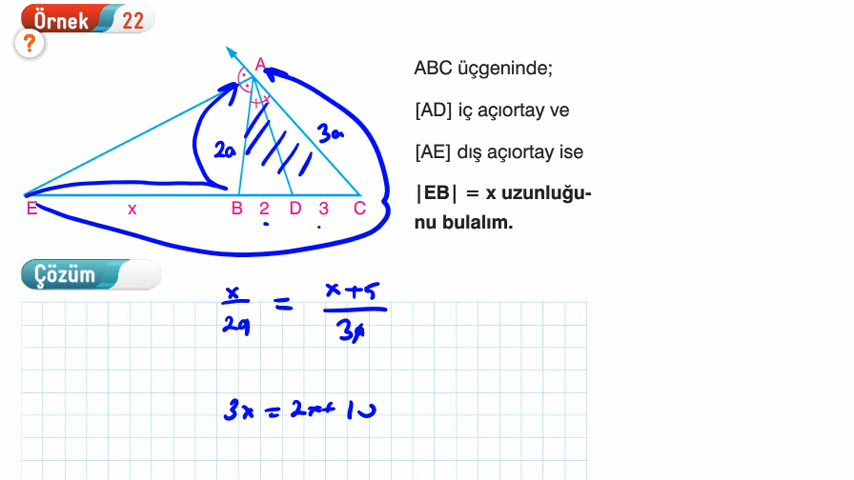 Örnek 22
?
A
x
2a
3a
E x B 2 D 3 C
ABC üçgeninde;
[AD] iç açıortay ve
[AE] dış açıortay ise
|EB| = x uzunluğu-
nu bulalım.
Çözüm
x/2a = x+5/3a
3x = 2x+10